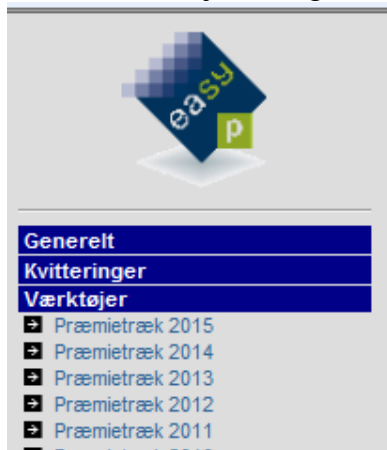 easy
p
Generelt
Kvitteringer
Værktøjer
Præmietræk 2015
Præmietræk 2014
Præmietræk 2013
Præmietræk 2012
Præmietræk 2011